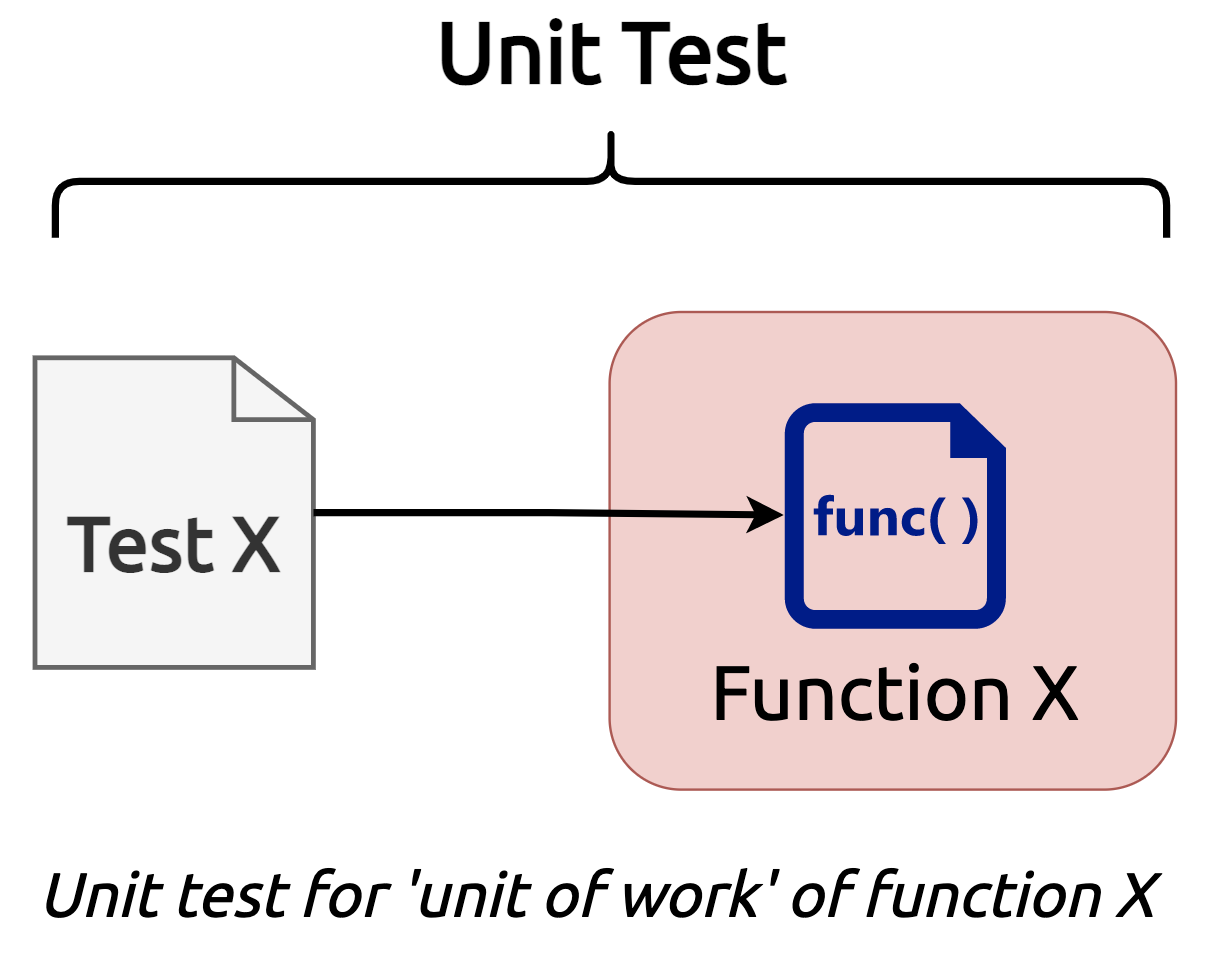 Unit Test
Test X
func( )
Function X
Unit test for 'unit of work' of function X